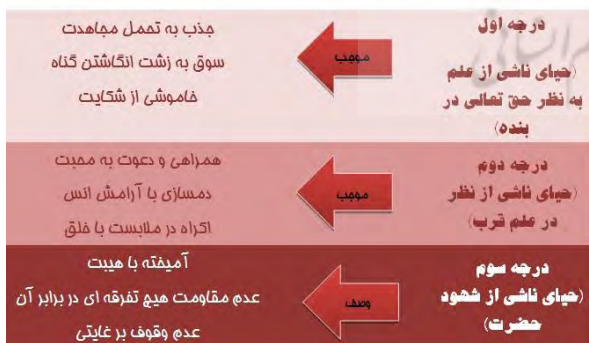 درجه اول
(حیای ناشی از علم
به نظر حق تعالی در
بنده)
موجب
جذب به تحمل مجاهدت
سوق به زشت انگاشتن گناه
خاموشی از شکایت
درجه دوم
(حیای ناشی از نظر
در علم قرب)
موجب
همراهی و دعوت به محبت
دمسازی با آرامش انس
اکراه در ملابست با خلق
درجه سوم
(حیای ناشی از شهود
حضرت)
وصف
آمیخته با هیبت
عدم مقاومت هیچ تفرقه ای در برابر آن
عدم وقوف بر غایتی